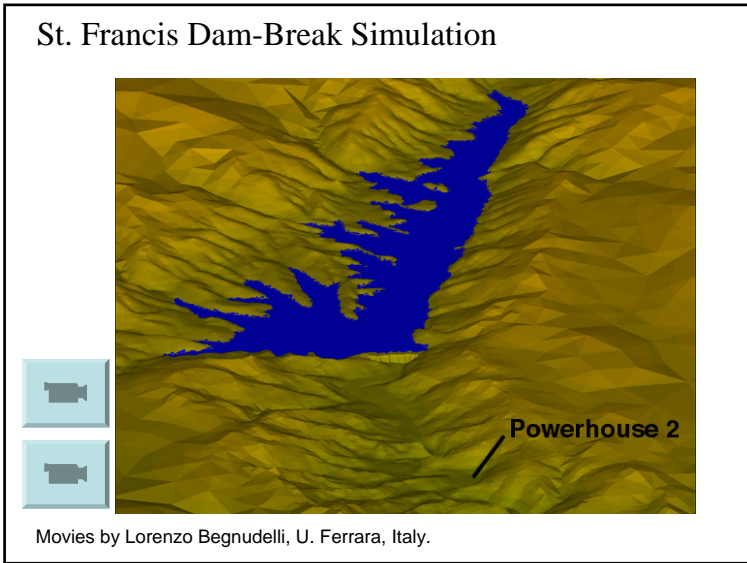 St. Francis Dam-Break Simulation
Powerhouse 2
Movies by Lorenzo Begnudelli, U. Ferrara, Italy.